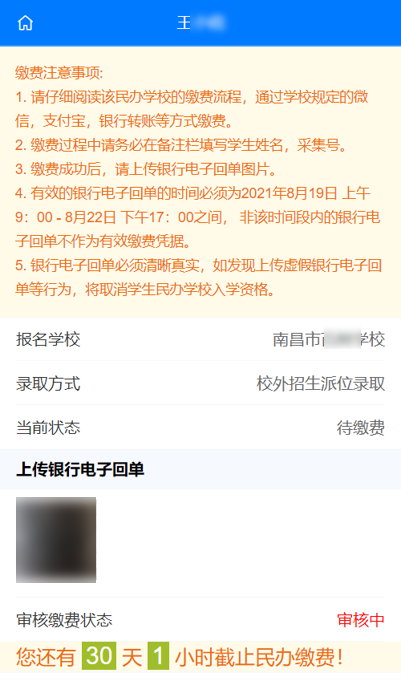 王
缴费注意事项:
1. 请仔细阅读该民办学校的缴费流程，通过学校规定的微
信，支付宝，银行转账等方式缴费。
2. 缴费过程中请务必在备注栏填写学生姓名，采集号。
3. 缴费成功后，请上传银行电子回单图片。
4. 有效的银行电子回单的时间必须为2021年8月19日 上午
9：00 - 8月22日 下午17：00之间， 非该时间段内的银行电
子回单不作为有效缴费凭据。
5. 银行电子回单必须清晰真实，如发现上传虚假银行电子回
单等行为，将取消学生民办学校入学资格。
报名学校 南昌市 学校
录取方式 校外招生派位录取
当前状态 待缴费
上传银行电子回单
审核缴费状态 审核中
您还有 30 天 1 小时截止民办缴费！